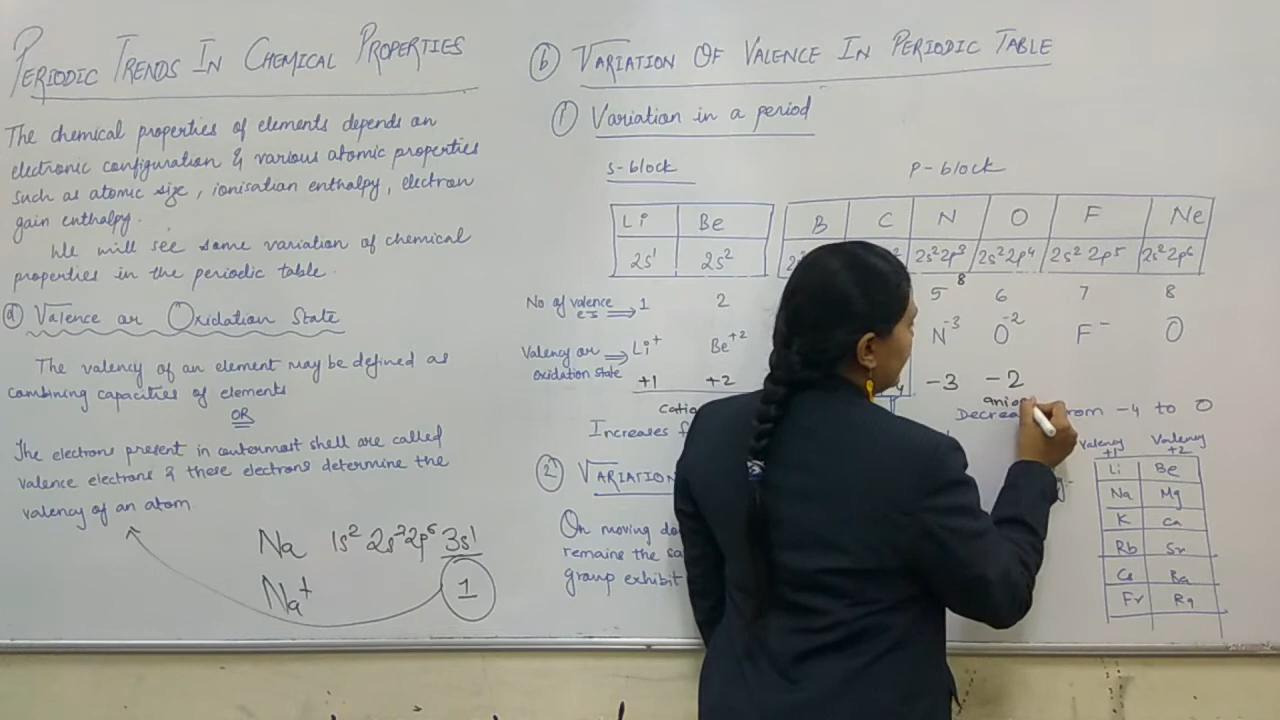 PERIODIC TRENDS IN CHEMICAL PROPERTIES
The chemical properties of elements depends on
electronic configuration & various atomic properties
such as atomic size, ionisation enthalpy, electron
gain enthalpy.
We will see some variation of chemical
properties in the periodic table.
a) Valence or Oxidation State
The valency of an element may be defined as
combining capacities of elements
OR
The electrons present in outermost shell are called
valence electrons & these electrons determine the
valency of an atom
Na 1s² 2s² 2p⁶ 3s¹
Na⁺ 1
b) VARIATION OF VALENCE IN PERIODIC TABLE
1) Variation in a period
s-block P-block
Li Be B C N O F Ne
2s¹ 2s² 2s²2p³ 2s²2p⁴ 2s² 2p⁵ 2s² 2p⁶
8
No of valence e⁻s ⇒ 1 2 5 6 7 8
Valency or oxidation state ⇒ Li⁺ Be⁺² N⁻³ O⁻² F⁻ 0
+1 +2 -3 -2
Increases
from -4 to 0
2) VARIATION
On moving
remains the
group exhibit
Valency +1 Valency +2
Li Be
Na Mg
K Ca
Rb Sr
Cs Ba
Fr Ra